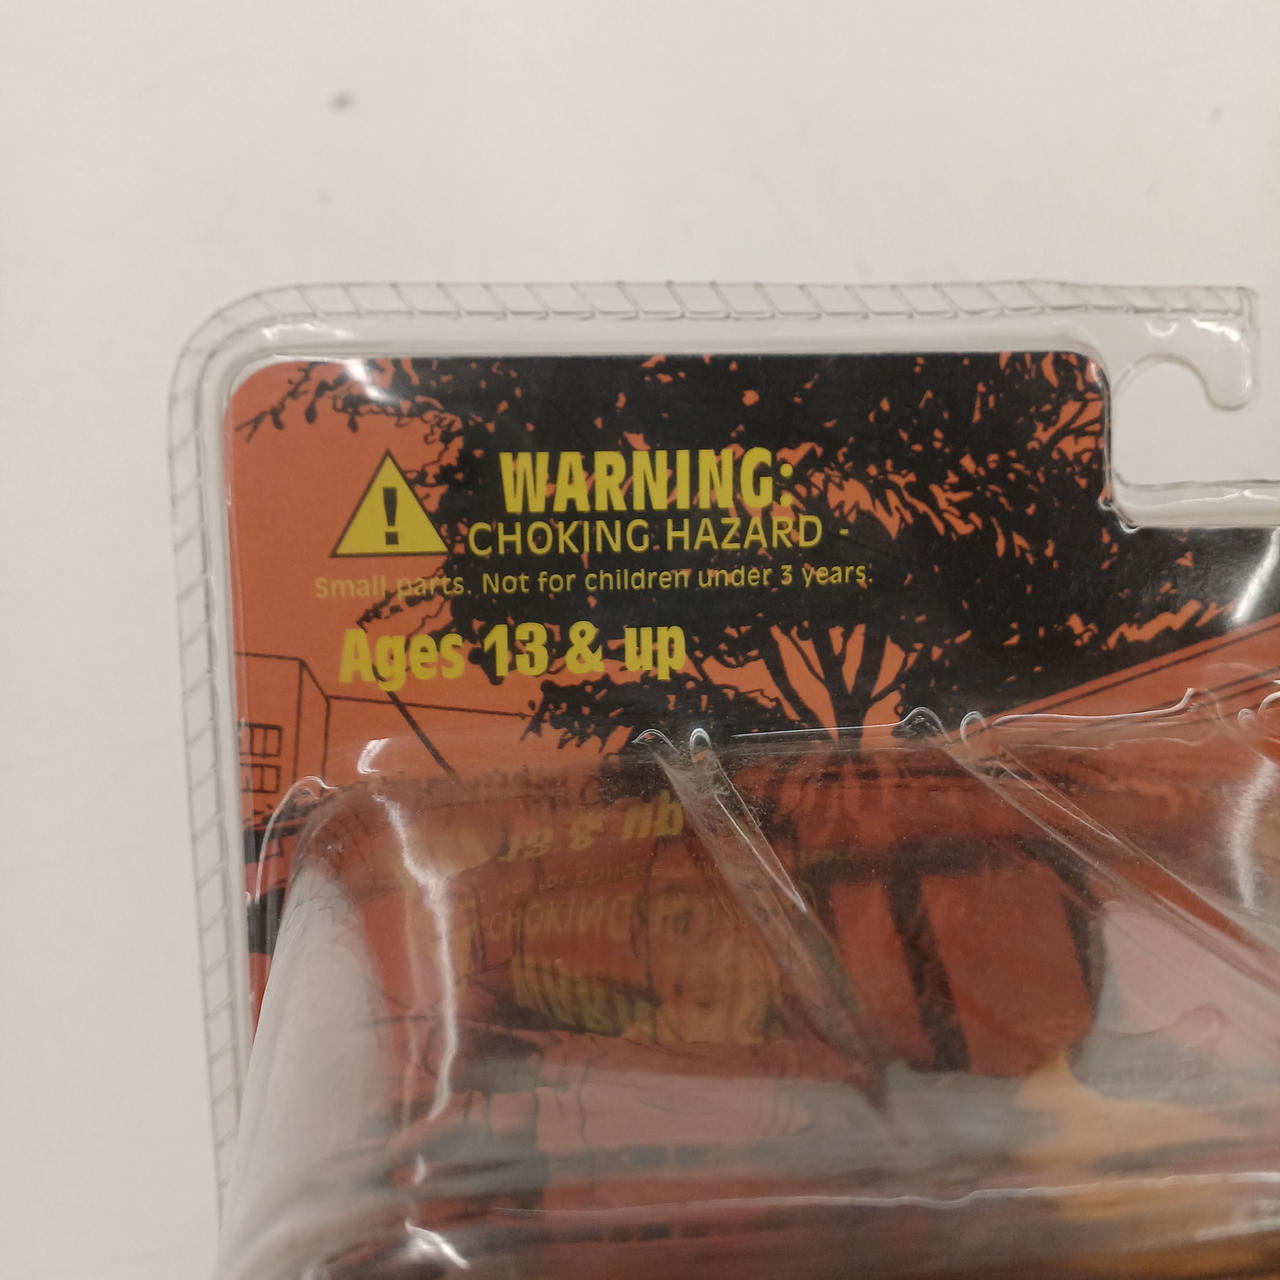 WARNING:
CHOKING HAZARD -
Small parts. Not for children under 3 years.
Ages 13 & up